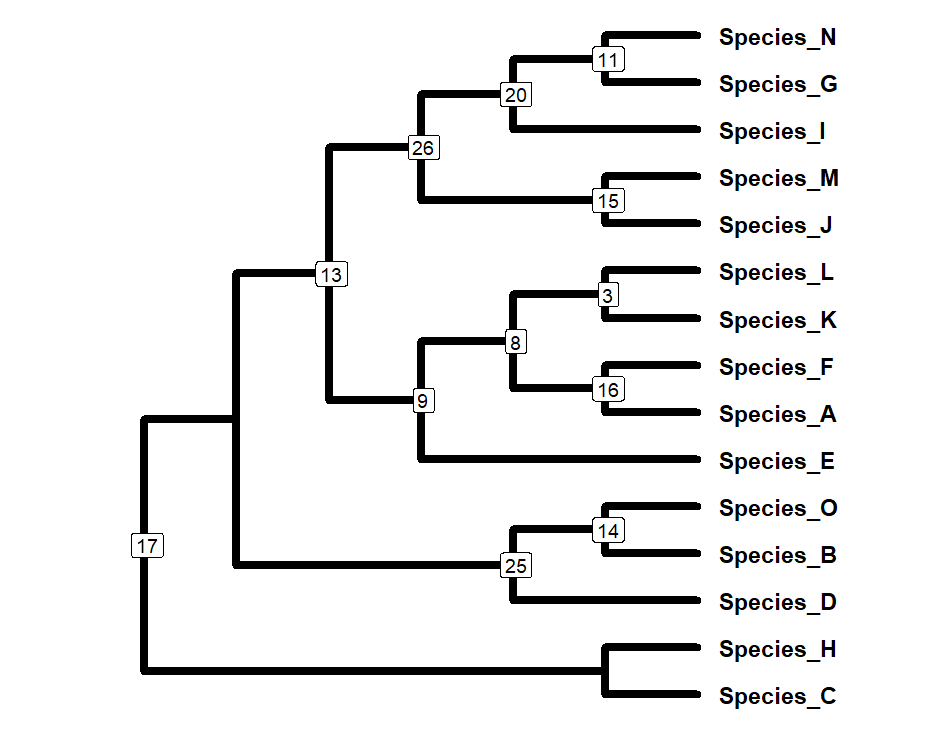 Species_N
11
Species_G
20
Species_I
26
Species_M
15
Species_J
13
Species_L
3
Species_K
8
Species_F
16
9
Species_A
Species_E
Species_O
14
17
Species_B
25
Species_D
Species_H
Species_C